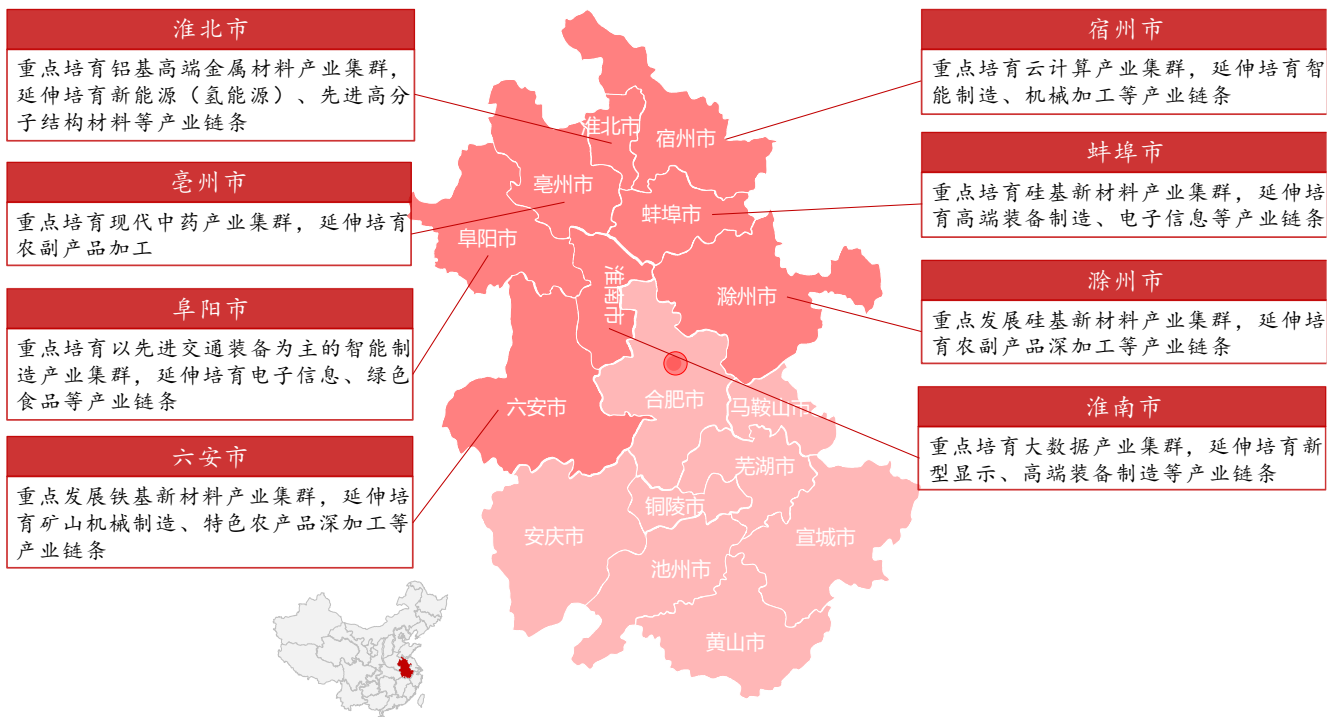 淮北市
重点培育铝基高端金属材料产业集群，
延伸培育新能源（氢能源）、先进高分
子结构材料等产业链条
亳州市
重点培育现代中药产业集群，延伸培育
农副产品加工
阜阳市
重点培育以先进交通装备为主的智能制
造产业集群，延伸培育电子信息、绿色
食品等产业链条
六安市
重点发展铁基新材料产业集群，延伸培
育矿山机械制造、特色农产品深加工等
产业链条
宿州市
重点培育云计算产业集群，延伸培育智
能制造、机械加工等产业链条
蚌埠市
重点培育硅基新材料产业集群，延伸培
育高端装备制造、电子信息等产业链条
滁州市
重点发展硅基新材料产业集群，延伸培
育农副产品深加工等产业链条
淮南市
重点培育大数据产业集群，延伸培育新
型显示、高端装备制造等产业链条
淮北市
宿州市
亳州市
蚌埠市
阜阳市
淮南市
滁州市
合肥市
六安市
马鞍山市
芜湖市
铜陵市
安庆市
宣城市
池州市
黄山市